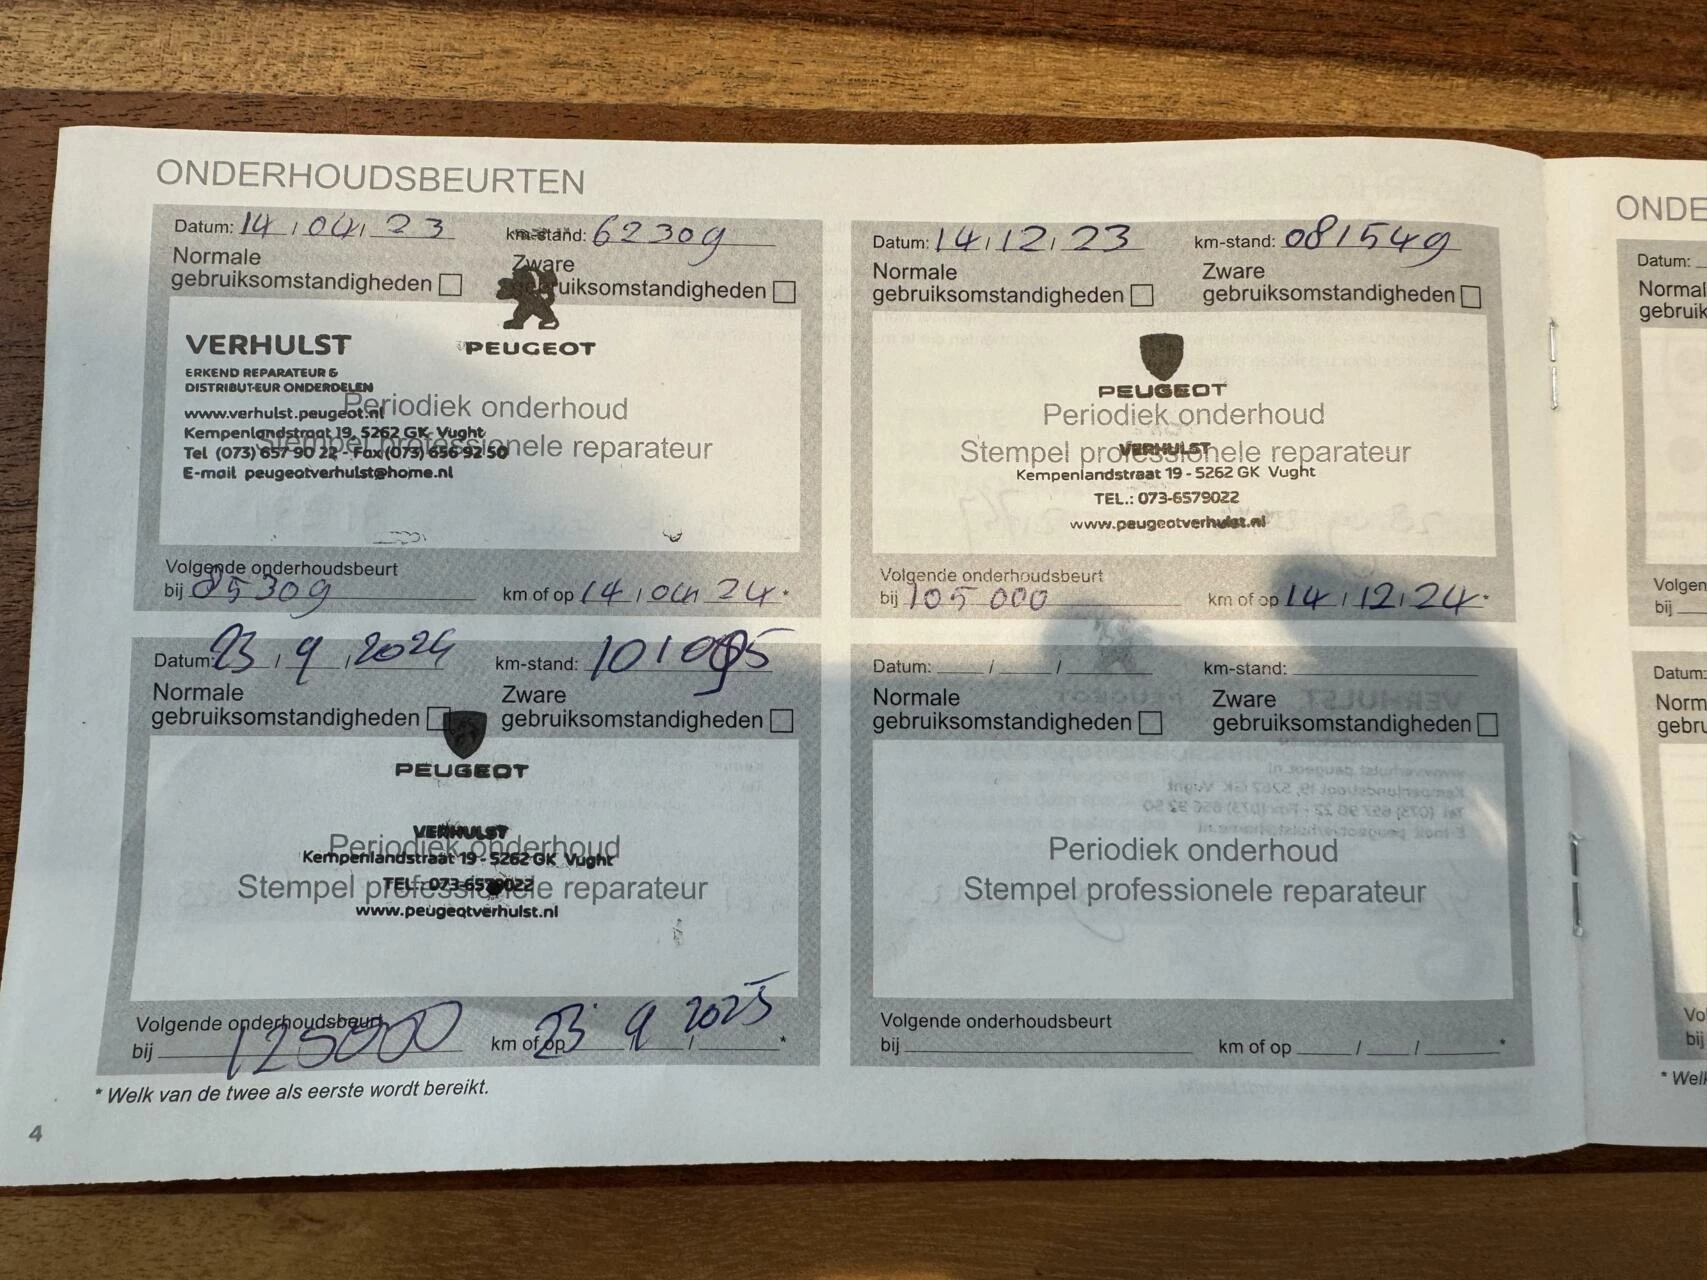 ONDERHOUDSBEURTEN
Datum: 14 / 04 / 23 km-stand: 62309
Normale gebruiksomstandigheden
Zware gebruiksomstandigheden
PEUGEOT
VERHULST
ERKEND REPARATEUR &
DISTRIBUTEUR ONDERDELEN
www.verhulst.peugeot.nl
Kempenlandstraat 19, 5262 GK Vught
Tel (073) 657 90 22 - Fax (073) 656 92 50
E-mail peugeotverhulst@home.nl
Periodiek onderhoud
Stempel professionele reparateur
Volgende onderhoudsbeurt
bij 85309 km of op 14 / 04 / 24 *
Datum: 14 / 12 / 23 km-stand: 081549
Normale gebruiksomstandigheden
Zware gebruiksomstandigheden
PEUGEOT
Periodiek onderhoud
Stempel professionele reparateur
VERHULST
Kempenlandstraat 19 - 5262 GK Vught
TEL.: 073-6579022
www.peugeotverhulst.nl
Volgende onderhoudsbeurt
bij 105 000 km of op 14 / 12 / 24 *
Datum: 23 / 9 / 2024 km-stand:
Normale gebruiksomstandigheden
Zware gebruiksomstandigheden
PEUGEOT
VERHULST
Periodiek onderhoud
Kempenlandstraat 19 - 5262 GK Vught
Stempel professionele reparateur
TEL.: 073-6579022
www.peugeotverhulst.nl
Volgende onderhoudsbeurt
bij 125000 km of op 23 / 9 / 2025 *
Datum: / / km-stand:
Normale gebruiksomstandigheden
Zware gebruiksomstandigheden
Periodiek onderhoud
Stempel professionele reparateur
Volgende onderhoudsbeurt
bij km of op / / *
* Welk van de twee als eerste wordt bereikt.
4
ONDE
Datum:
Normal
gebruik
Volgen
bij
Datum:
Norm
gebru
Vo
bij
* Welk